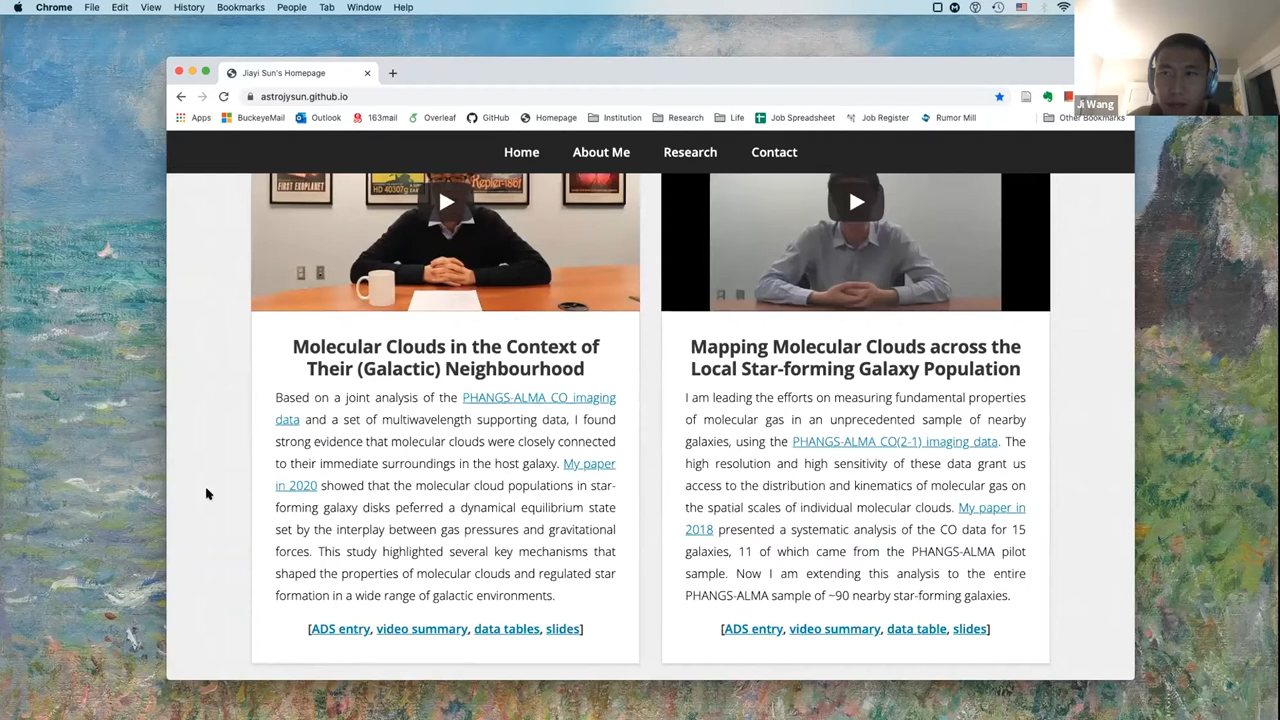 Chrome File Edit View History Bookmarks People Tab Window Help
Jiayi Sun's Homepage
astrojysun.github.io
Ji Wang
Apps BuckeyeMail Outlook 163mail Overleaf GitHub Homepage Institution Research Life Job Spreadsheet Job Register Rumor Mill Other Bookmarks
Home About Me Research Contact
FIRST EXOPLANET
HD 40307g
Kepler-186f
Molecular Clouds in the Context of
Their (Galactic) Neighbourhood
Based on a joint analysis of the PHANGS-ALMA CO imaging
data and a set of multiwavelength supporting data, I found
strong evidence that molecular clouds were closely connected
to their immediate surroundings in the host galaxy. My paper
in 2020 showed that the molecular cloud populations in star-
forming galaxy disks peferred a dynamical equilibrium state
set by the interplay between gas pressures and gravitational
forces. This study highlighted several key mechanisms that
shaped the properties of molecular clouds and regulated star
formation in a wide range of galactic environments.
[ADS entry, video summary, data tables, slides]
Mapping Molecular Clouds across the
Local Star-forming Galaxy Population
I am leading the efforts on measuring fundamental properties
of molecular gas in an unprecedented sample of nearby
galaxies, using the PHANGS-ALMA CO(2-1) imaging data. The
high resolution and high sensitivity of these data grant us
access to the distribution and kinematics of molecular gas on
the spatial scales of individual molecular clouds. My paper in
2018 presented a systematic analysis of the CO data for 15
galaxies, 11 of which came from the PHANGS-ALMA pilot
sample. Now I am extending this analysis to the entire
PHANGS-ALMA sample of ~90 nearby star-forming galaxies.
[ADS entry, video summary, data table, slides]